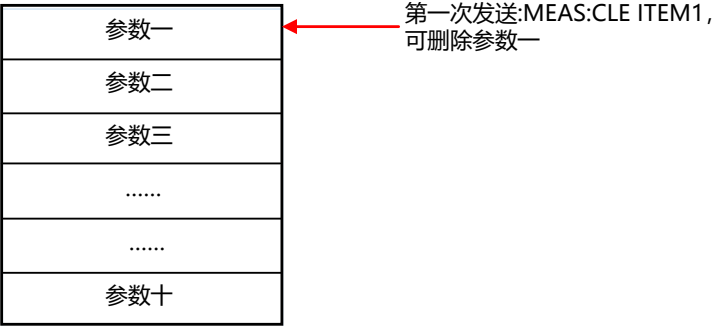 参数一
第一次发送:MEAS:CLE ITEM1,
可删除参数一
参数二
参数三
......
......
参数十